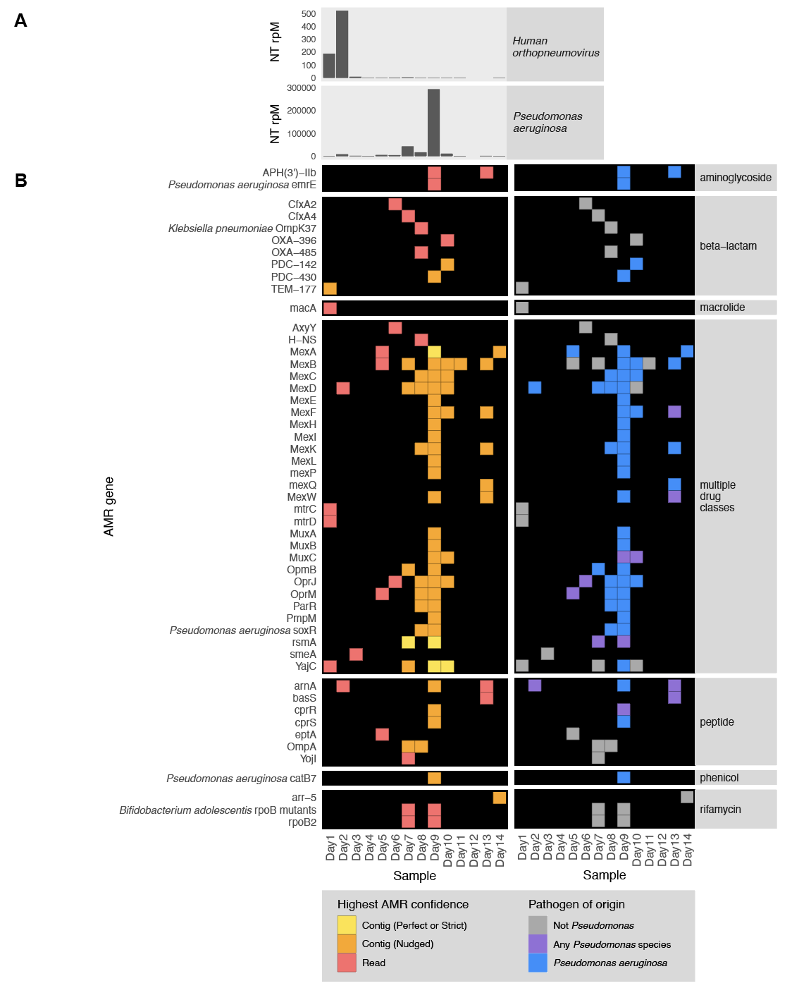 A
NT rpM
500
400
300
200
100
0
Human
orthopneumovirus
NT rpM
300000
200000
100000
0
Pseudomonas
aeruginosa
B
AMR gene
APH(3')−IIb
Pseudomonas aeruginosa emrE
aminoglycoside
CfxA2
CfxA4
Klebsiella pneumoniae OmpK37
OXA−396
OXA−485
PDC−142
PDC−430
TEM−177
beta−lactam
macA
macrolide
AxyY
H−NS
MexA
MexB
MexC
MexD
MexE
MexF
MexH
MexI
MexK
MexL
mexP
mexQ
MexW
mtrC
mtrD
MuxA
MuxB
MuxC
OpmB
OprJ
OprM
ParR
PmpM
Pseudomonas aeruginosa soxR
rsmA
smeA
YajC
multiple
drug
classes
arnA
basS
cprR
cprS
eptA
OmpA
YojI
peptide
Pseudomonas aeruginosa catB7
phenicol
arr−5
Bifidobacterium adolescentis rpoB mutants
rpoB2
rifamycin
Day1 Day2 Day3 Day4 Day5 Day6 Day7 Day8 Day9 Day10 Day11 Day12 Day13 Day14
Day1 Day2 Day3 Day4 Day5 Day6 Day7 Day8 Day9 Day10 Day11 Day12 Day13 Day14
Sample
Sample
Highest AMR confidence
Contig (Perfect or Strict)
Contig (Nudged)
Read
Pathogen of origin
Not Pseudomonas
Any Pseudomonas species
Pseudomonas aeruginosa